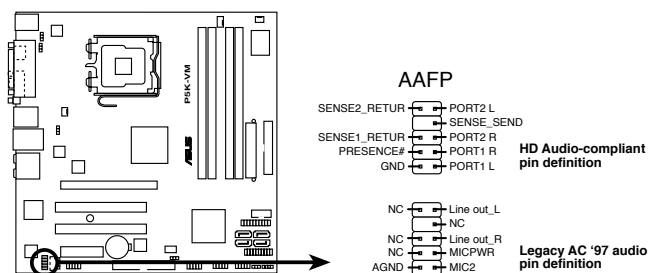 P5K-VM
ASUS
AAFP
SENSE2_RETUR PORT2 L
SENSE_SEND
SENSE1_RETUR PORT2 R
PRESENCE# PORT1 R
GND PORT1 L
HD Audio-compliant
pin definition
NC Line out_L
NC
NC Line out_R
NC MICPWR
AGND MIC2
Legacy AC ‘97 audio
pin definition